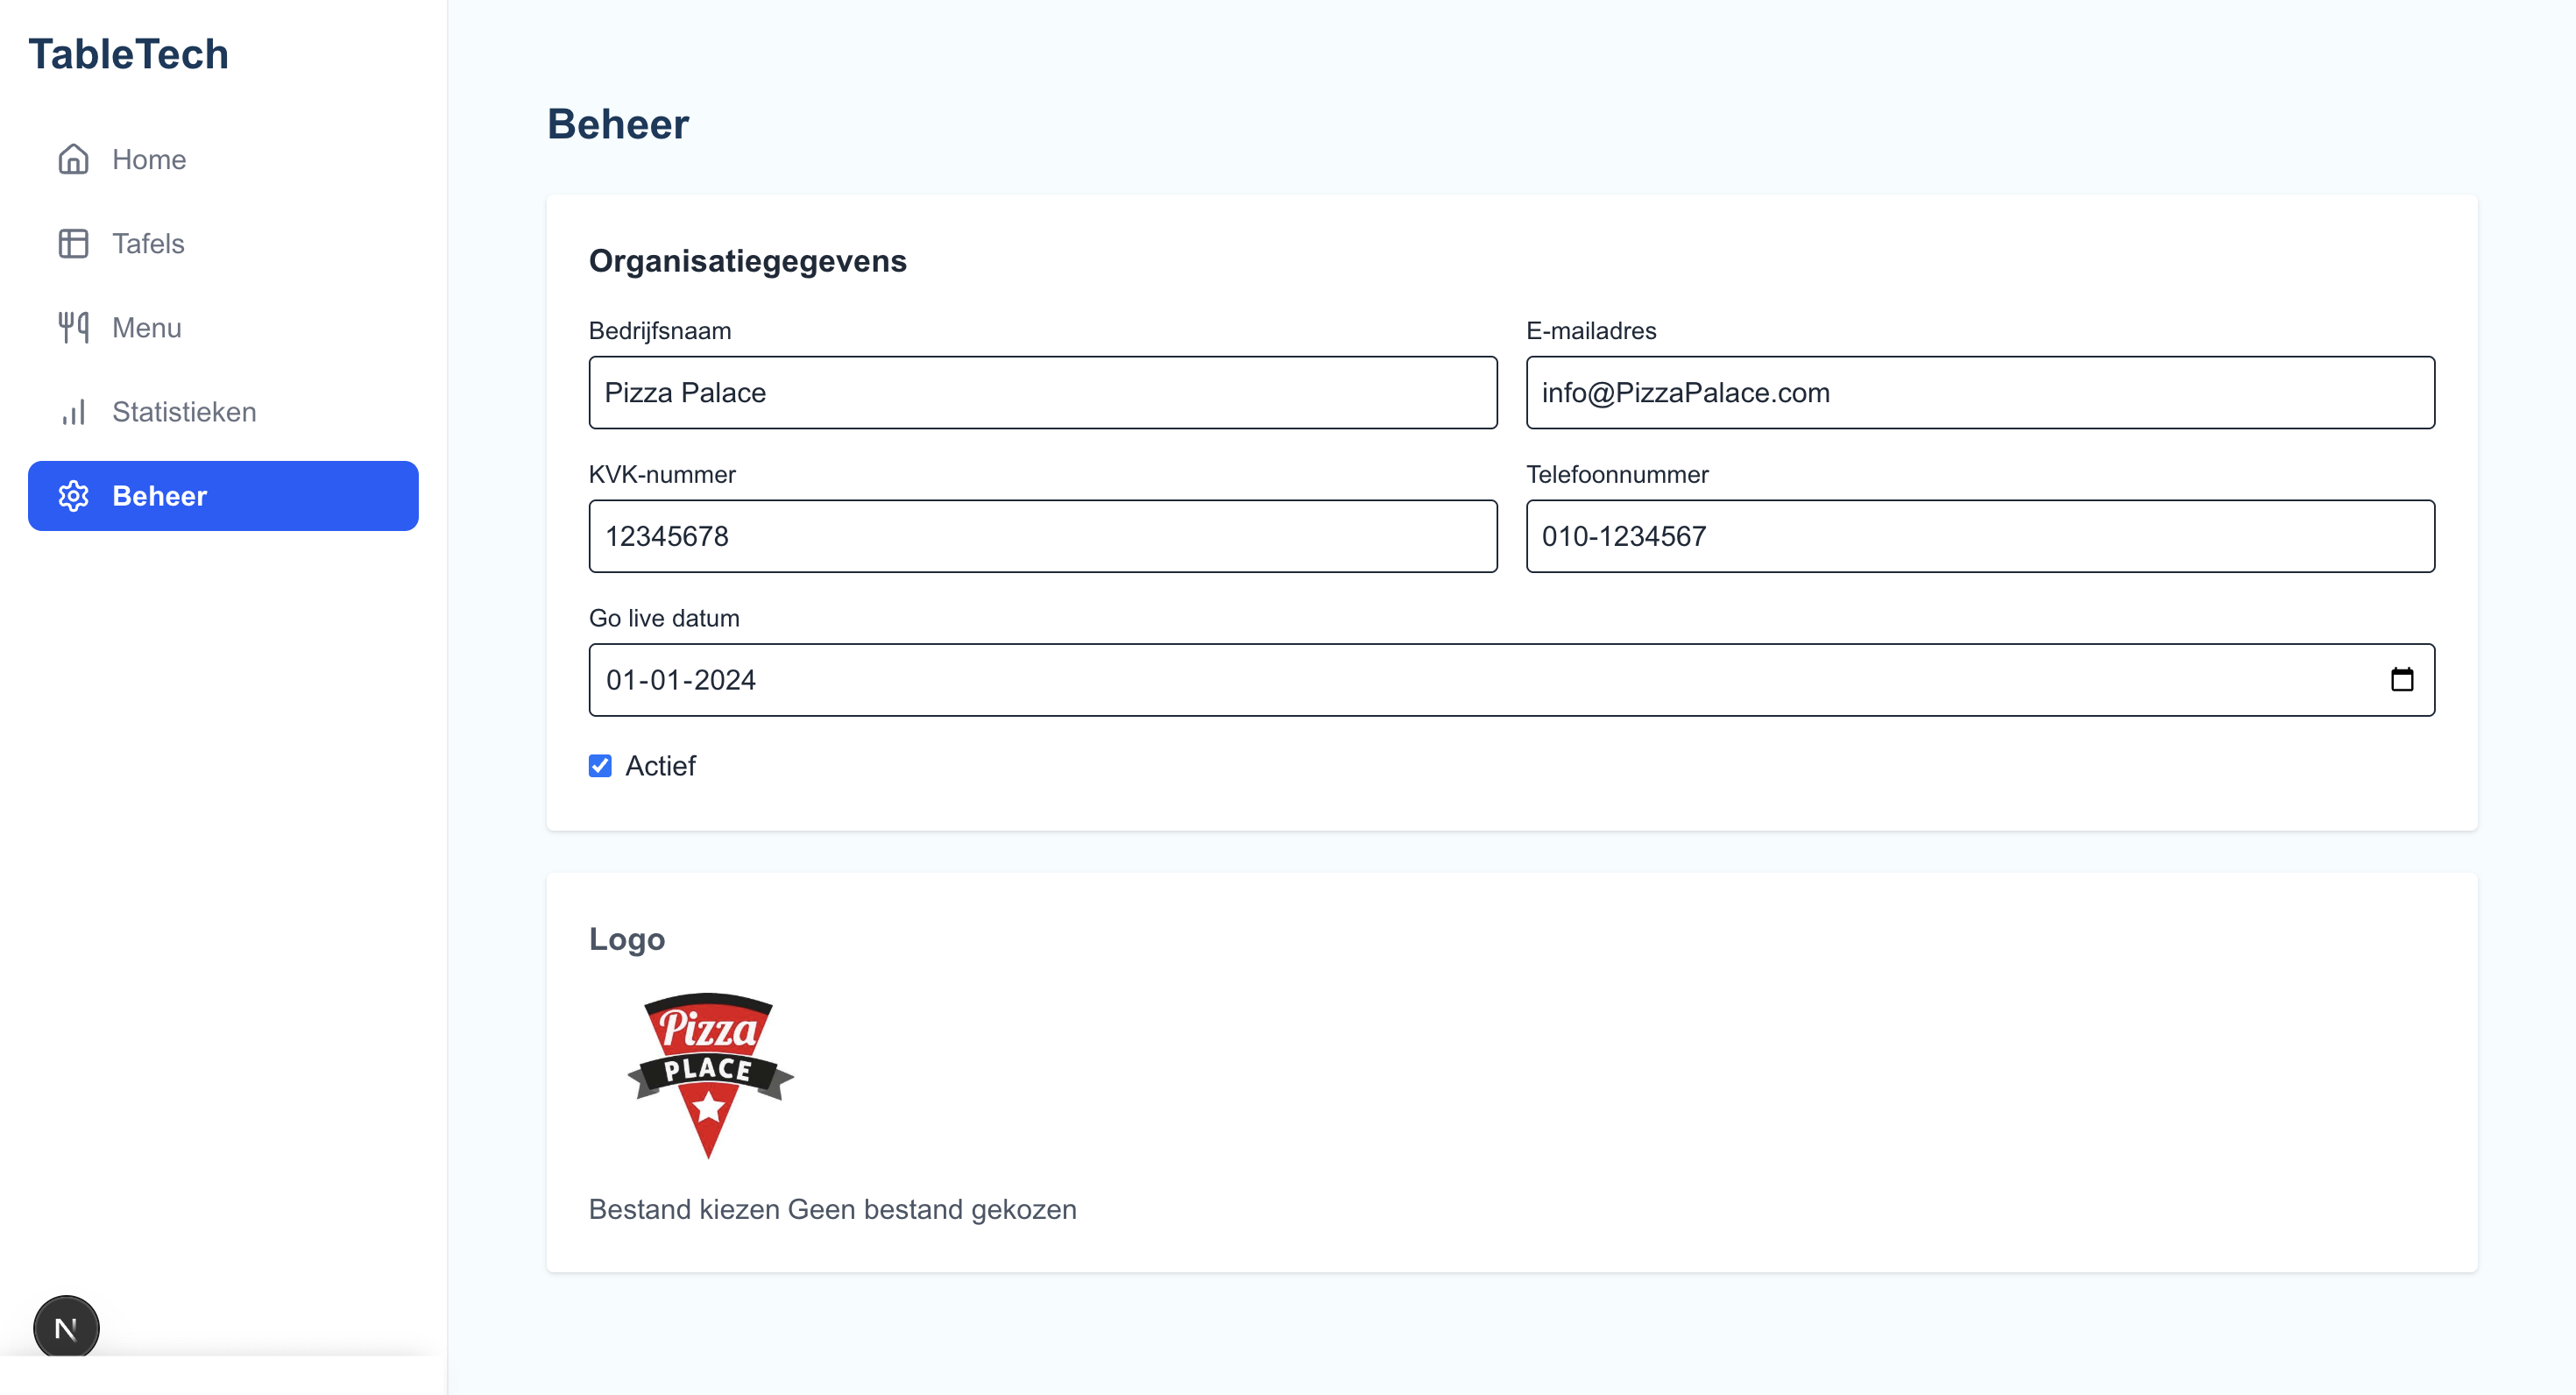 TableTech
Home
Tafels
Menu
Statistieken
Beheer
N
Beheer
Organisatiegegevens
Bedrijfsnaam
Pizza Palace
E-mailadres
info@PizzaPalace.com
KVK-nummer
12345678
Telefoonnummer
010-1234567
Go live datum
01-01-2024
Actief
Logo
Pizza
PLACE
Bestand kiezen Geen bestand gekozen